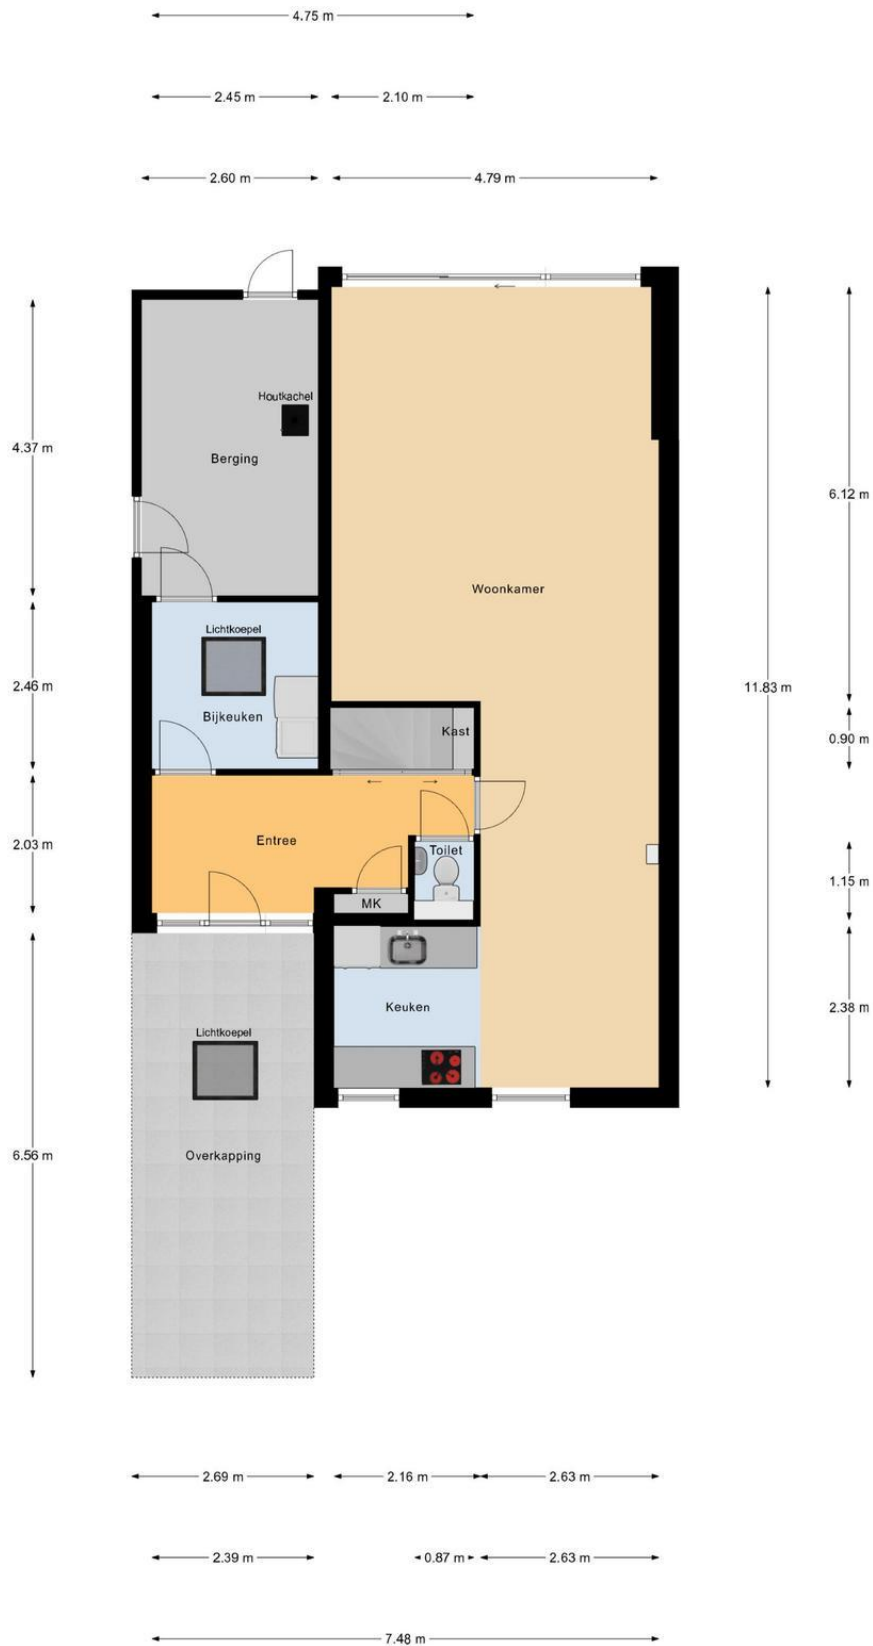 4.75 m
2.45 m
2.10 m
2.60 m
4.79 m
Houtkachel
4.37 m
Berging
6.12 m
Woonkamer
Lichtkoepel
2.46 m
11.83 m
Bijkeuken
Kast
0.90 m
Entree
2.03 m
Toilet
1.15 m
MK
Keuken
2.38 m
Lichtkoepel
6.56 m
Overkapping
2.69 m
2.16 m
2.63 m
2.39 m
0.87 m
2.63 m
7.48 m